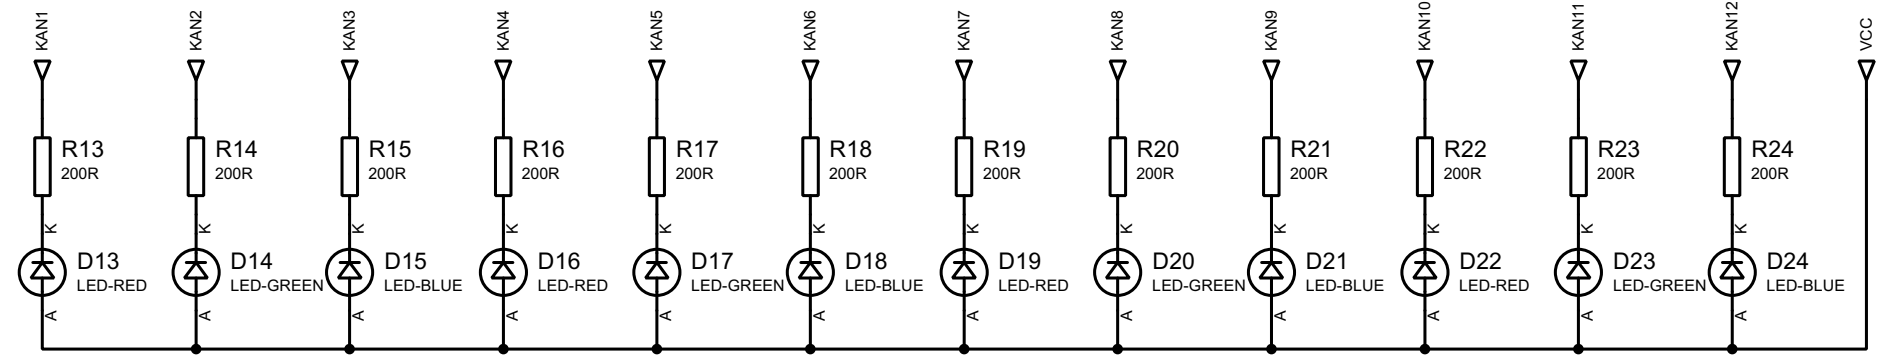 KAN1
KAN2
KAN3
KAN4
KAN5
KAN6
KAN7
KAN8
KAN9
KAN10
KAN11
KAN12
VCC
R13
200R
R14
200R
R15
200R
R16
200R
R17
200R
R18
200R
R19
200R
R20
200R
R21
200R
R22
200R
R23
200R
R24
200R
K
K
K
K
K
K
K
K
K
K
K
K
D13
LED-RED
D14
LED-GREEN
D15
LED-BLUE
D16
LED-RED
D17
LED-GREEN
D18
LED-BLUE
D19
LED-RED
D20
LED-GREEN
D21
LED-BLUE
D22
LED-RED
D23
LED-GREEN
D24
LED-BLUE
A
A
A
A
A
A
A
A
A
A
A
A